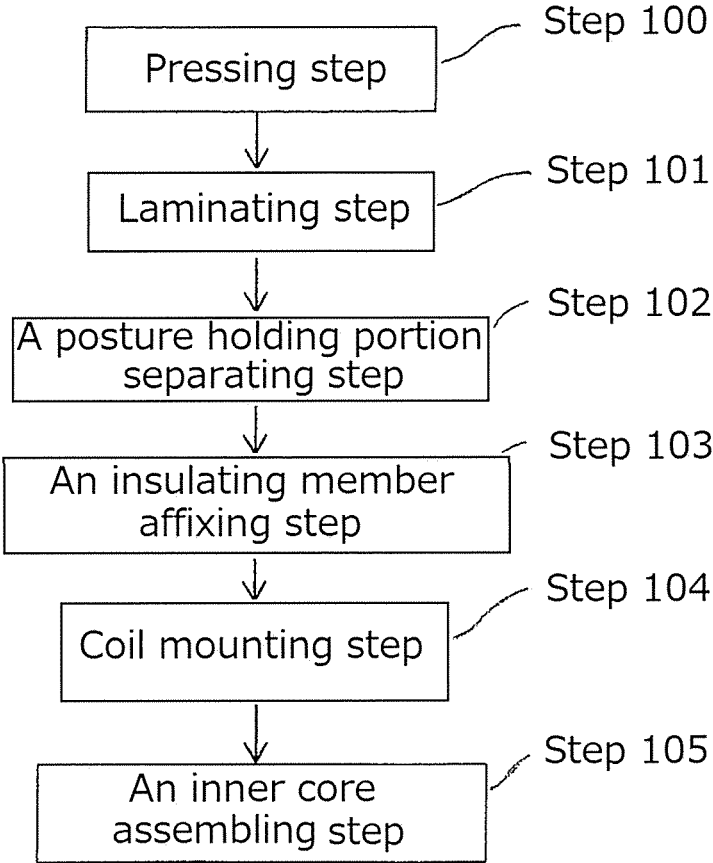 Step 100
Pressing step
Step 101
Laminating step
Step 102
A posture holding portion
separating step
Step 103
An insulating member
affixing step
Step 104
Coil mounting step
Step 105
An inner core
assembling step